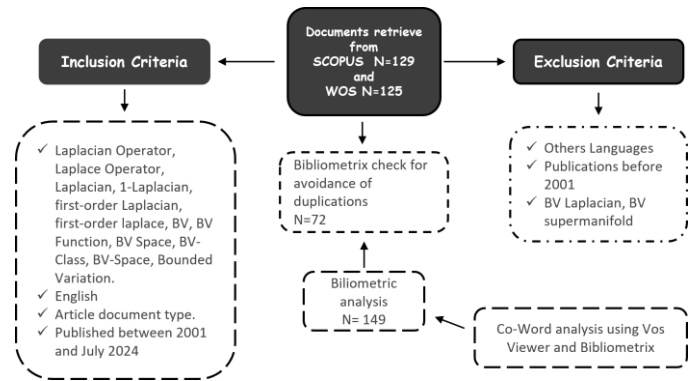 Documents retrieve
from
SCOPUS N=129
and
WOS N=125
Inclusion Criteria
Exclusion Criteria
✓ Laplacian Operator,
Laplace Operator,
Laplacian, 1-Laplacian,
first-order Laplacian,
first-order laplace, BV, BV
Function, BV Space, BV-
Class, BV-Space, Bounded
Variation.
✓ English
✓ Article document type.
✓ Published between 2001
and July 2024
Bibliometrix check for
avoidance of
duplications
N=72
✓ Others Languages
✓ Publications before
2001
✓ BV Laplacian, BV
supermanifold
Biliometric
analysis
N= 149
Co-Word analysis using Vos
Viewer and Bibliometrix